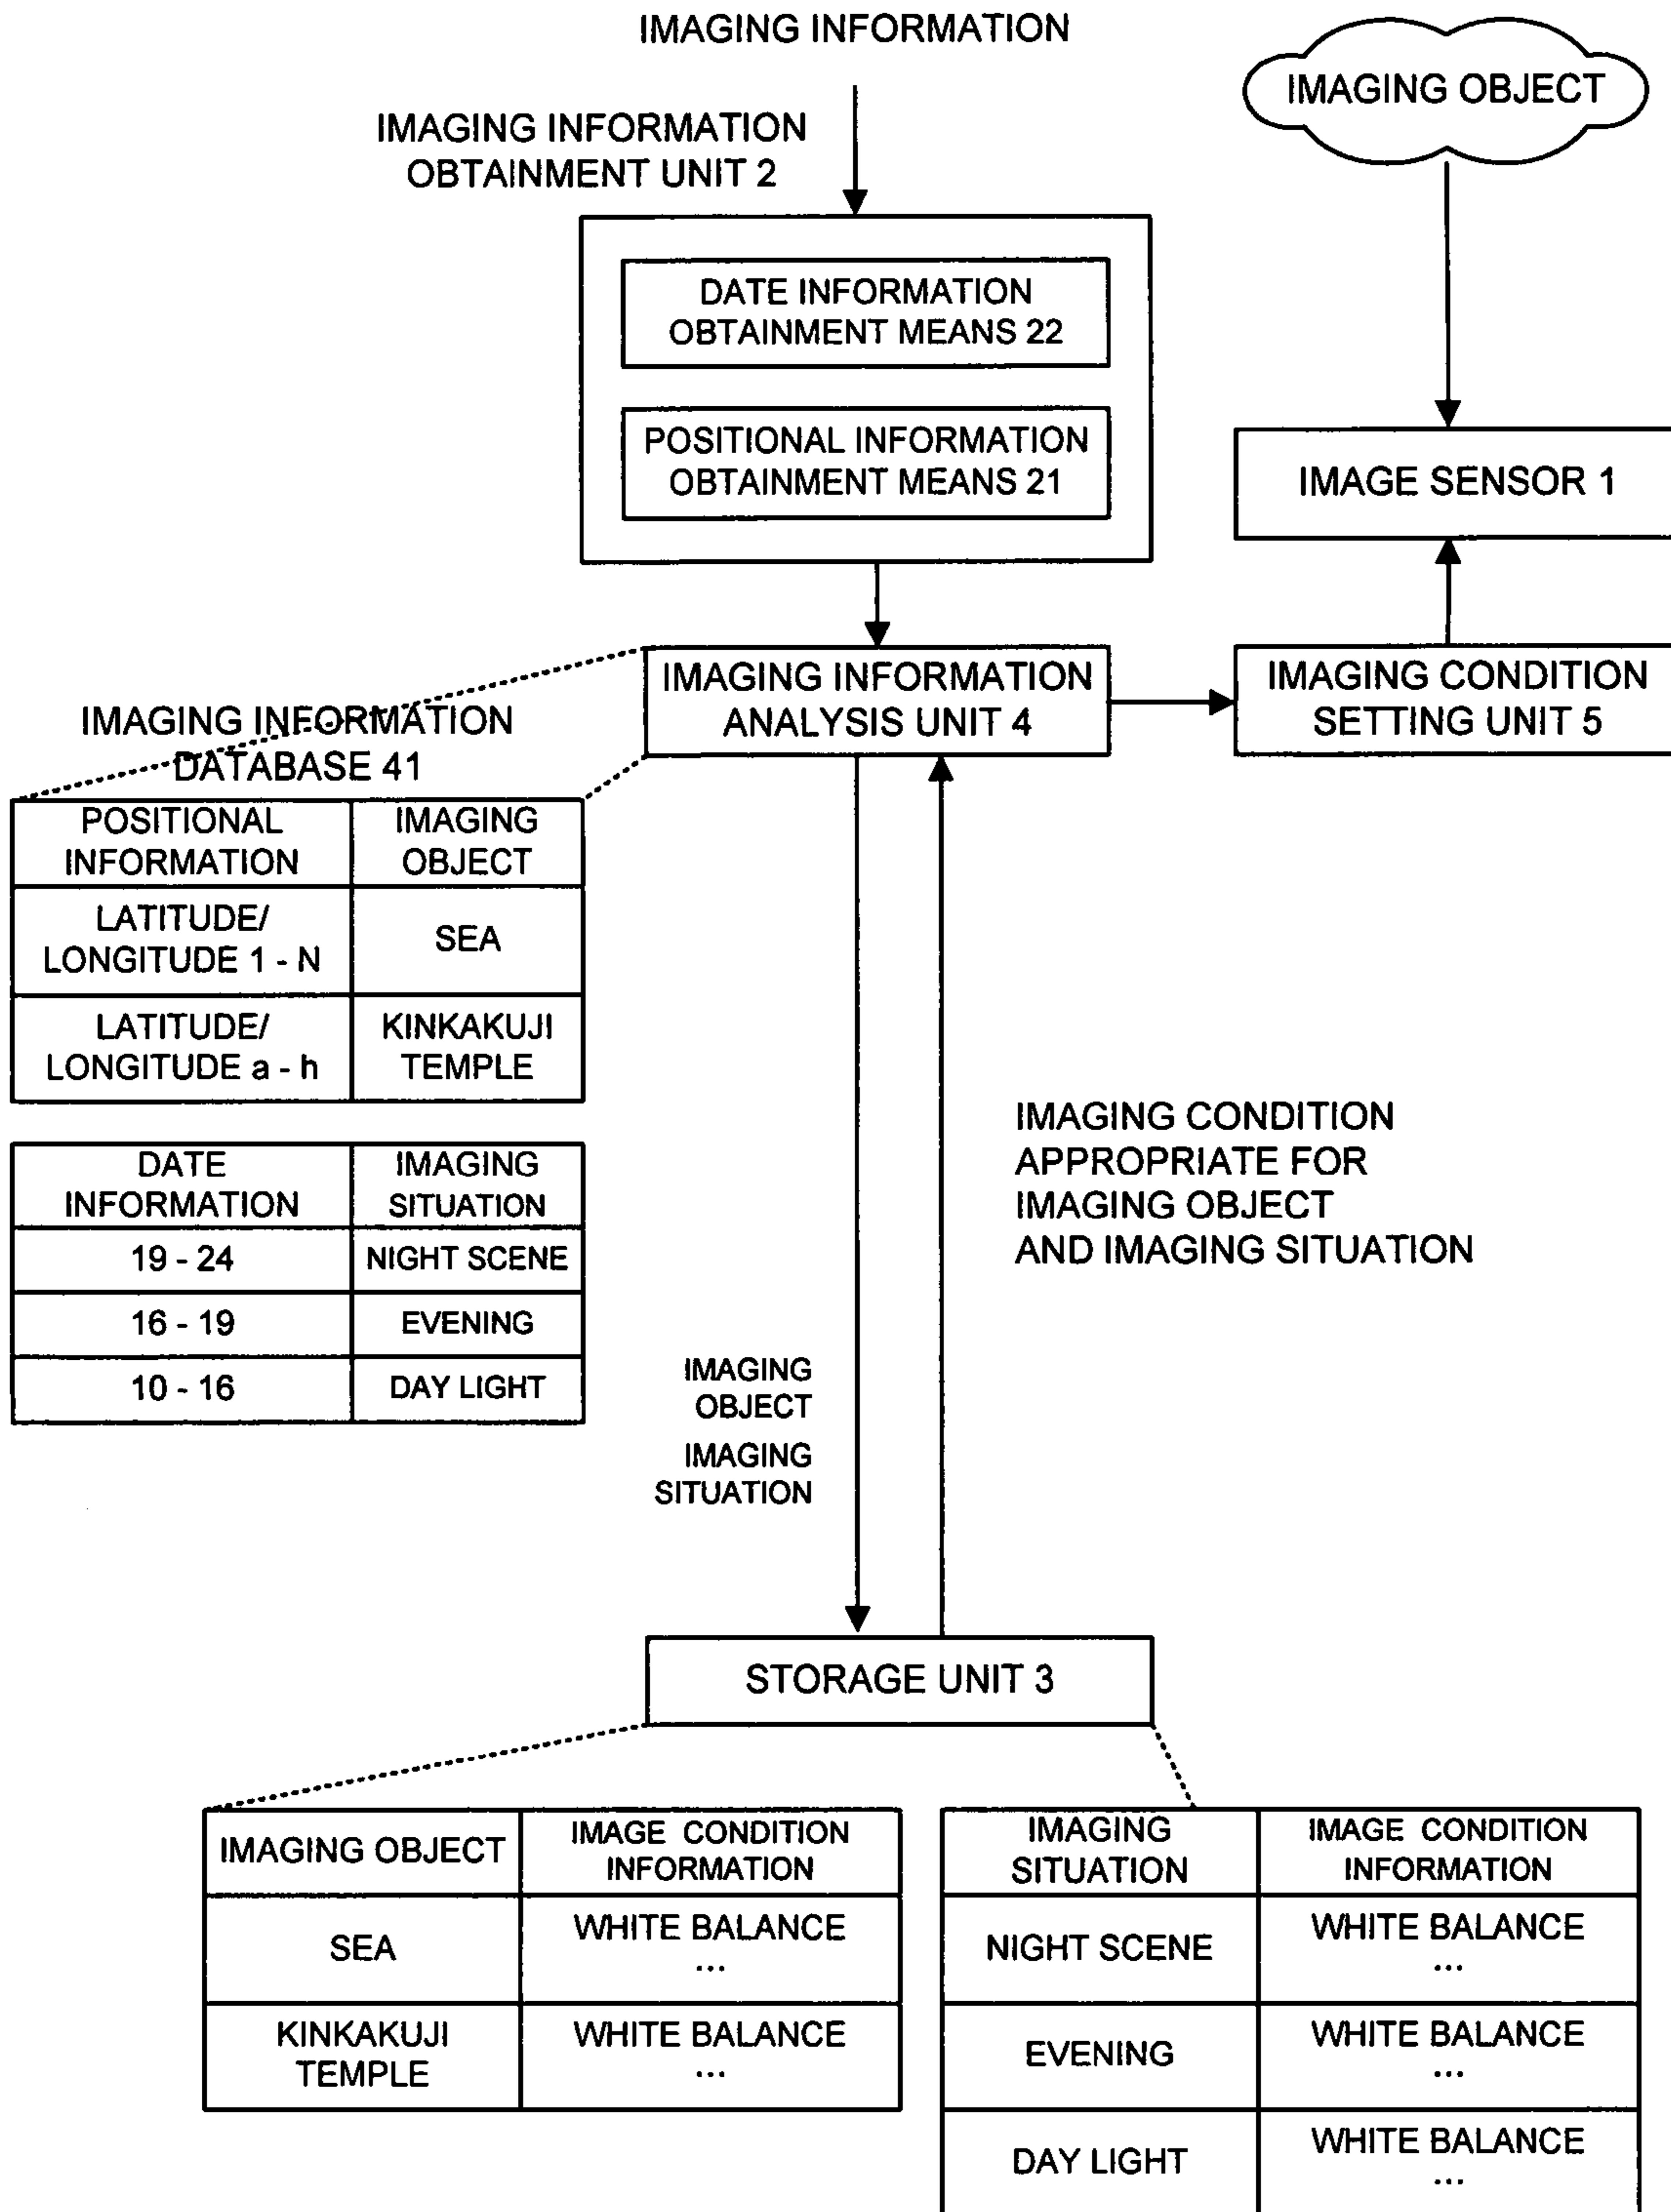 IMAGING INFORMATION
IMAGING OBJECT
IMAGING INFORMATION
OBTAINMENT UNIT 2
DATE INFORMATION
OBTAINMENT MEANS 22
POSITIONAL INFORMATION
OBTAINMENT MEANS 21
IMAGE SENSOR 1
IMAGING INFORMATION
ANALYSIS UNIT 4
IMAGING CONDITION
SETTING UNIT 5
IMAGING INFORMATION
DATABASE 41
POSITIONAL
INFORMATION
IMAGING
OBJECT
LATITUDE/
LONGITUDE 1 - N
SEA
LATITUDE/
LONGITUDE a - h
KINKAKUJI
TEMPLE
DATE
INFORMATION
IMAGING
SITUATION
19 - 24
NIGHT SCENE
16 - 19
EVENING
10 - 16
DAY LIGHT
IMAGING CONDITION
APPROPRIATE FOR
IMAGING OBJECT
AND IMAGING SITUATION
IMAGING
OBJECT
IMAGING
SITUATION
STORAGE UNIT 3
IMAGING OBJECT
IMAGE CONDITION
INFORMATION
SEA
WHITE BALANCE
...
KINKAKUJI
TEMPLE
WHITE BALANCE
...
IMAGING
SITUATION
IMAGE CONDITION
INFORMATION
NIGHT SCENE
WHITE BALANCE
...
EVENING
WHITE BALANCE
...
DAY LIGHT
WHITE BALANCE
...